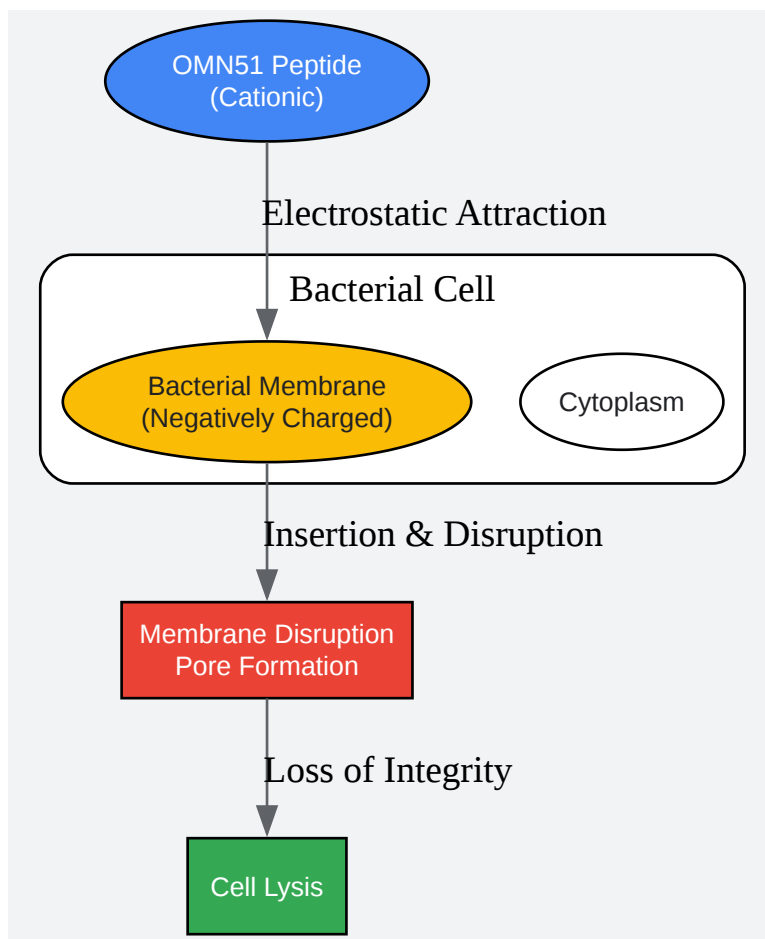 OMN51 Peptide
(Cationic)
Electrostatic Attraction
Bacterial Cell
Bacterial Membrane
(Negatively Charged)
Cytoplasm
Insertion & Disruption
Membrane Disruption
Pore Formation
Loss of Integrity
Cell Lysis